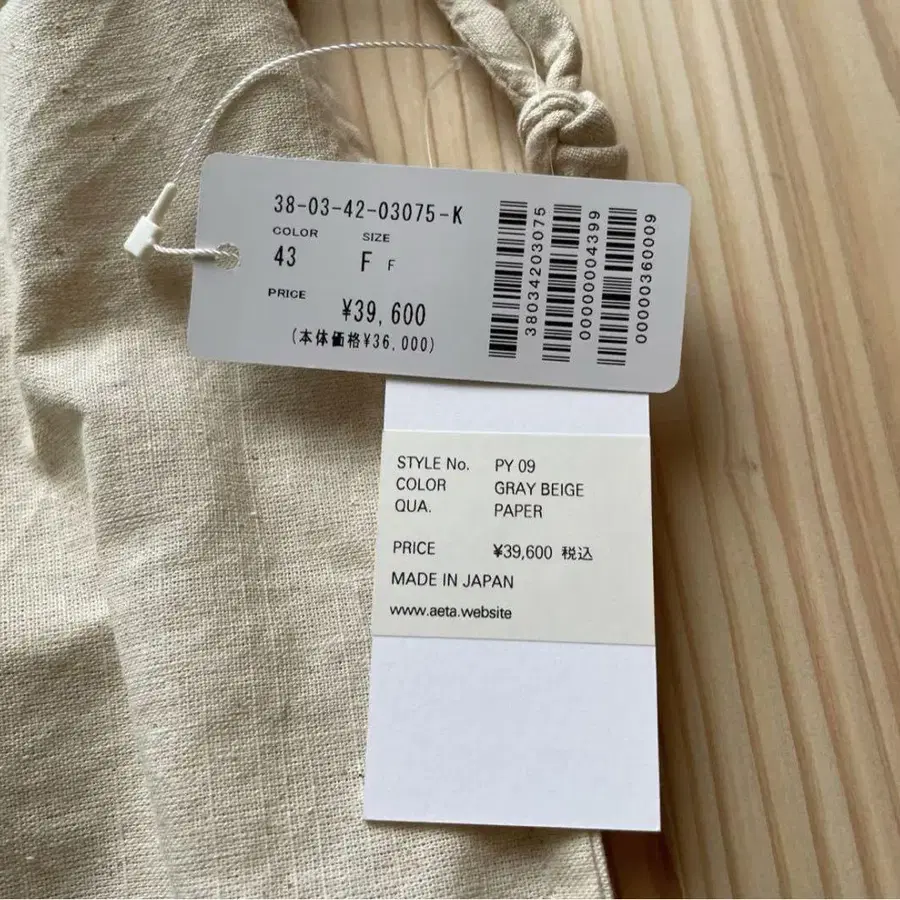 38-03-42-03075-K
COLOR SIZE
43 F F
PRICE
¥39,600
(本体価格¥36,000)
38034203075
000000004399
00000360009
STYLE No. PY 09
COLOR GRAY BEIGE
QUA. PAPER
PRICE ¥39,600 税込
MADE IN JAPAN
www.aeta.website